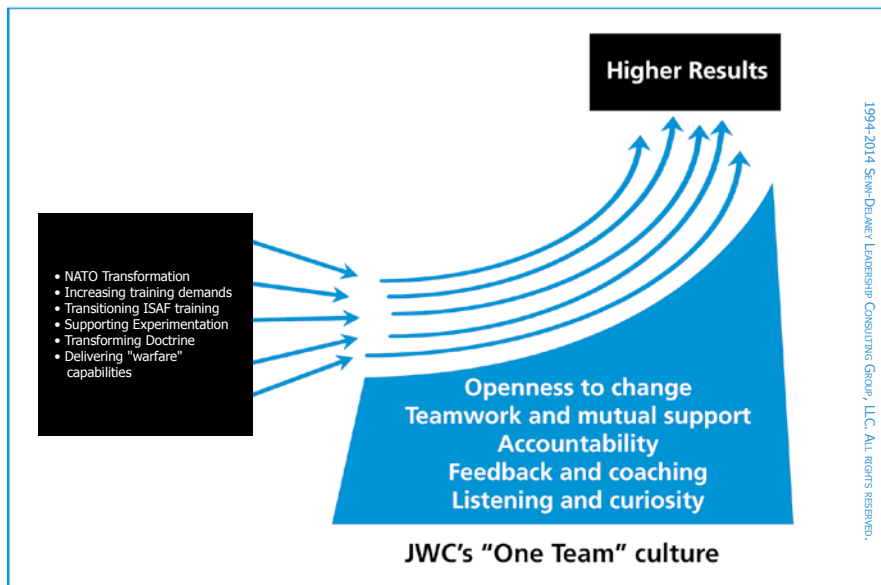 Higher Results
• NATO Transformation
• Increasing training demands
• Transitioning ISAF training
• Supporting Experimentation
• Transforming Doctrine
• Delivering "warfare"
capabilities
Openness to change
Teamwork and mutual support
Accountability
Feedback and coaching
Listening and curiosity
JWC's “One Team” culture
1994-2014 Senn-Delaney Leadership Consulting Group, LLC. All rights reserved.